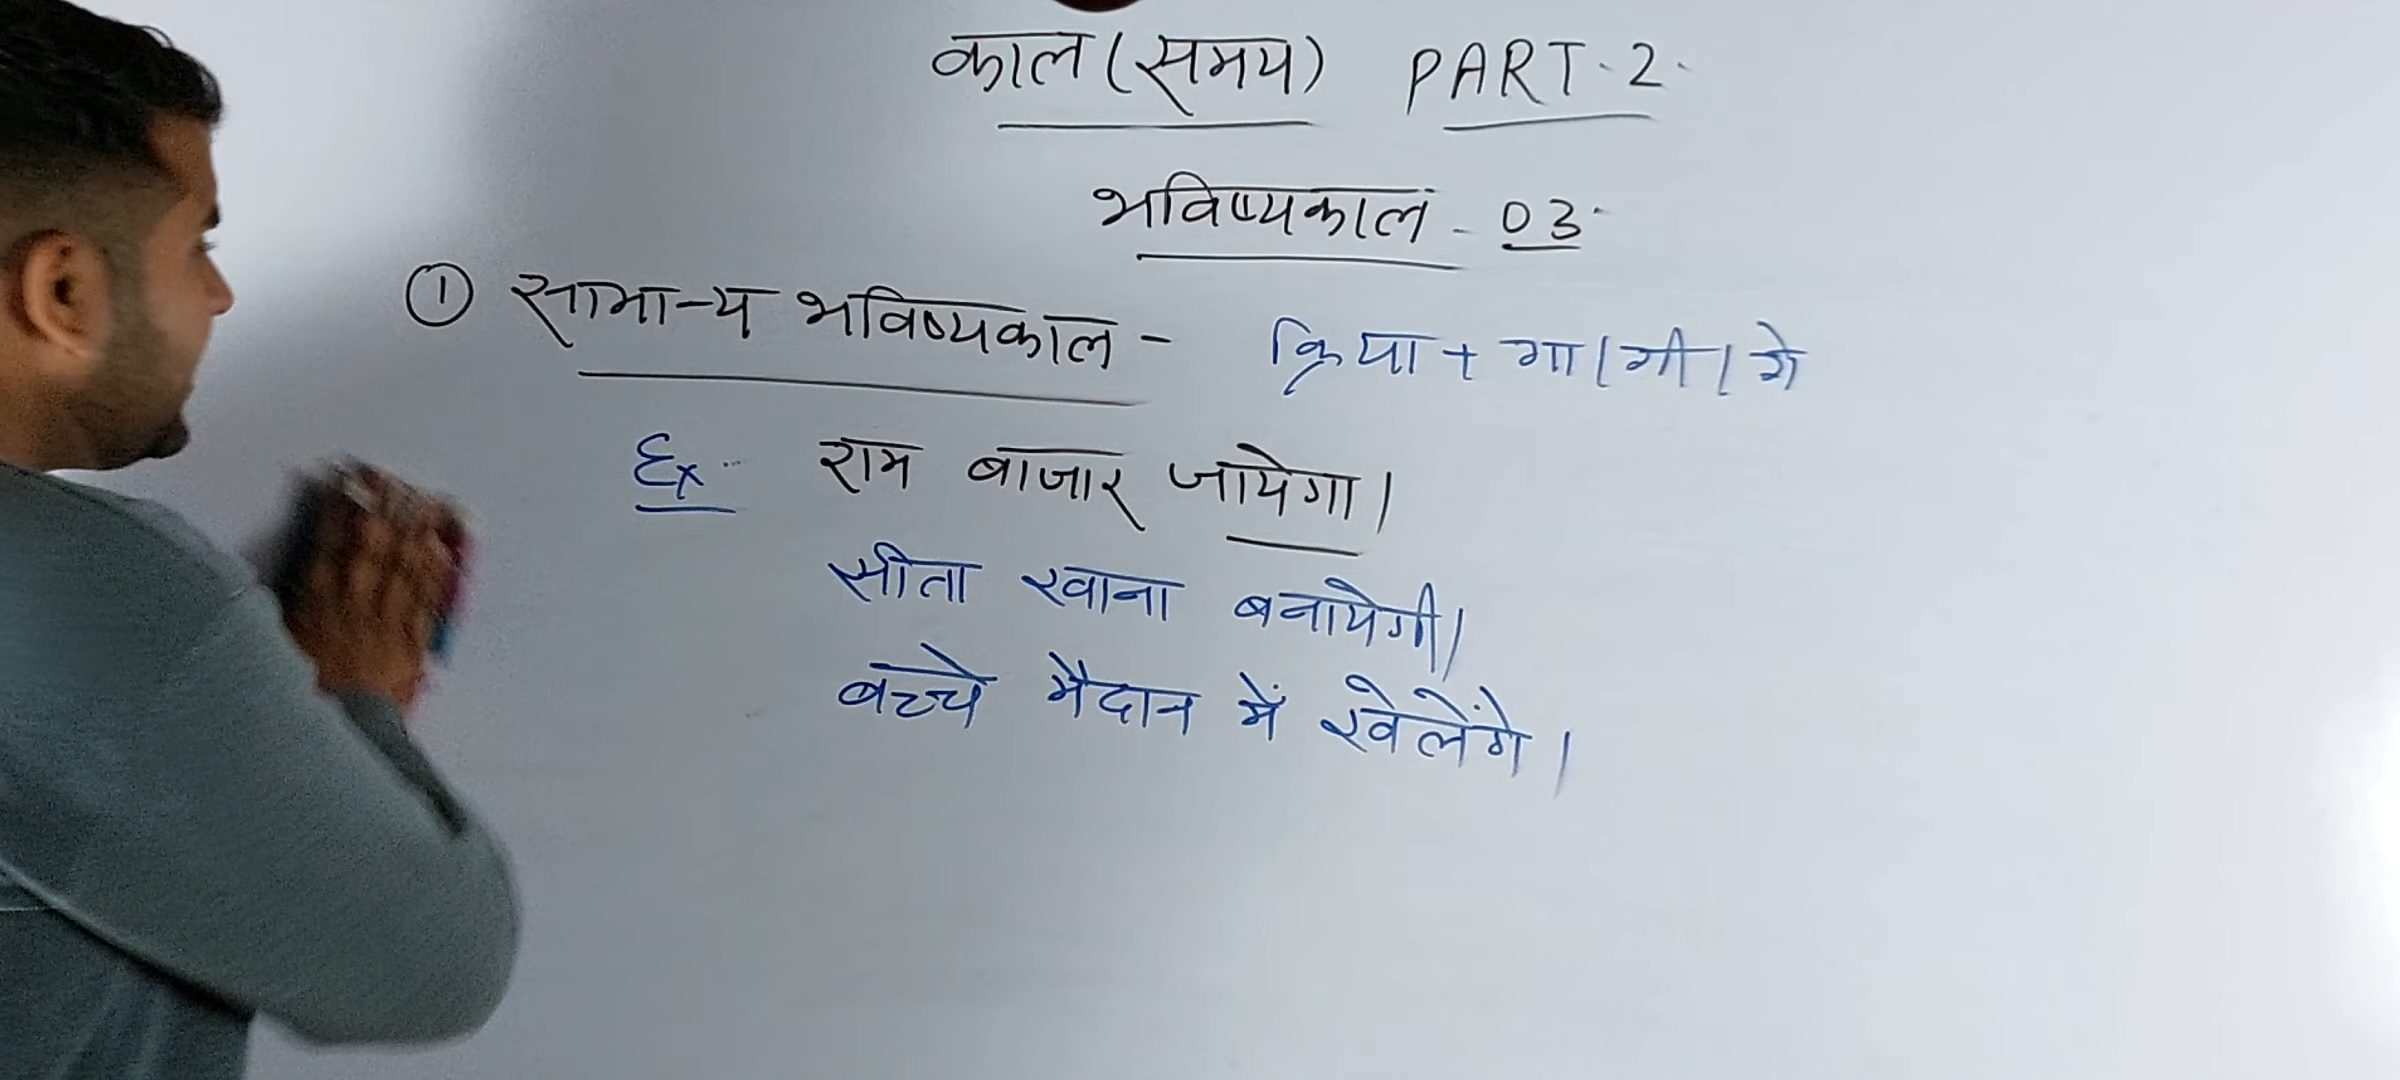 काल (समय) PART-2.
भविष्यकाल - 03.
① सामान्य भविष्यकाल - क्रिया + गा/गी/गे
Ex- राम बाजार जायेगा।
सीता खाना बनायेगी।
बच्चे मैदान में खेलेंगे।